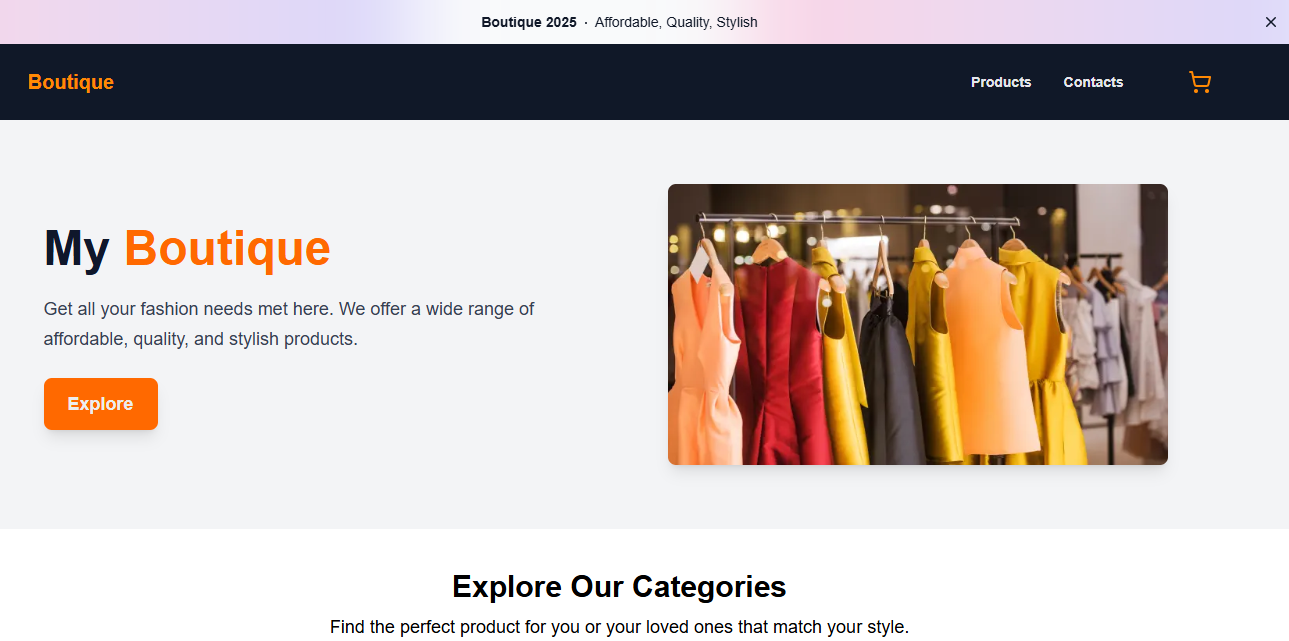 Boutique 2025 · Affordable, Quality, Stylish
Boutique
Products
Contacts
My Boutique
Get all your fashion needs met here. We offer a wide range of
affordable, quality, and stylish products.
Explore
Explore Our Categories
Find the perfect product for you or your loved ones that match your style.